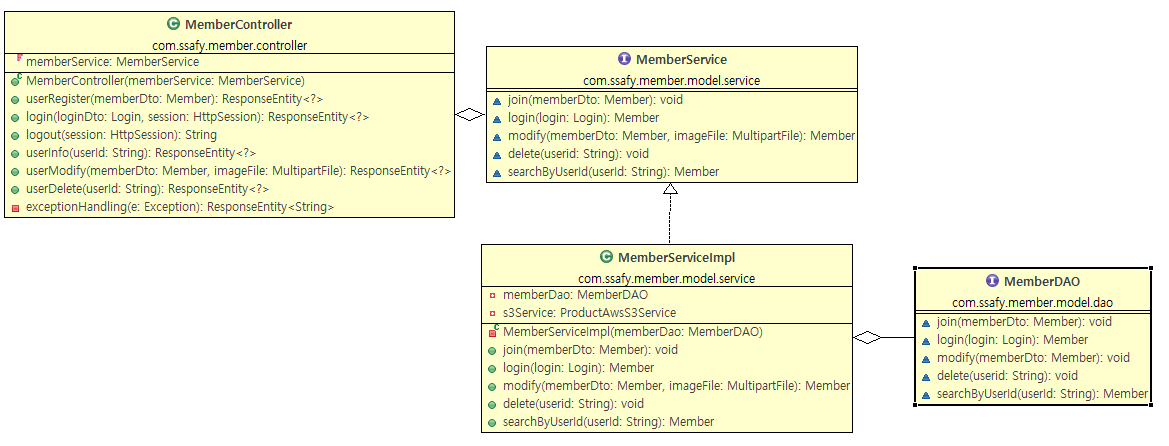 MemberController
com.ssafy.member.controller
memberService: MemberService
MemberController(memberService: MemberService)
userRegister(memberDto: Member): ResponseEntity<?>
login(loginDto: Login, session: HttpSession): ResponseEntity<?>
logout(session: HttpSession): String
userInfo(userId: String): ResponseEntity<?>
userModify(memberDto: Member, imageFile: MultipartFile): ResponseEntity<?>
userDelete(userId: String): ResponseEntity<?>
exceptionHandling(e: Exception): ResponseEntity<String>
MemberService
com.ssafy.member.model.service
join(memberDto: Member): void
login(login: Login): Member
modify(memberDto: Member, imageFile: MultipartFile): Member
delete(userid: String): void
searchByUserId(userId: String): Member
MemberServiceImpl
com.ssafy.member.model.service
memberDao: MemberDAO
s3Service: ProductAwsS3Service
MemberServiceImpl(memberDao: MemberDAO)
join(memberDto: Member): void
login(login: Login): Member
modify(memberDto: Member, imageFile: MultipartFile): Member
delete(userid: String): void
searchByUserId(userId: String): Member
MemberDAO
com.ssafy.member.model.dao
join(memberDto: Member): void
login(login: Login): Member
modify(memberDto: Member): void
delete(userid: String): void
searchByUserId(userId: String): Member